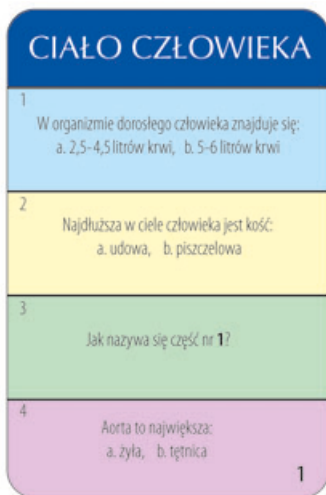 CIAŁO CZŁOWIEKA
1
W organizmie dorosłego człowieka znajduje się:
a. 2,5-4,5 litrów krwi, b. 5-6 litrów krwi
2
Najdłuższa w ciele człowieka jest kość:
a. udowa, b. piszczelowa
3
Jak nazywa się część nr 1?
4
Aorta to największa:
a. żyła, b. tętnica
1